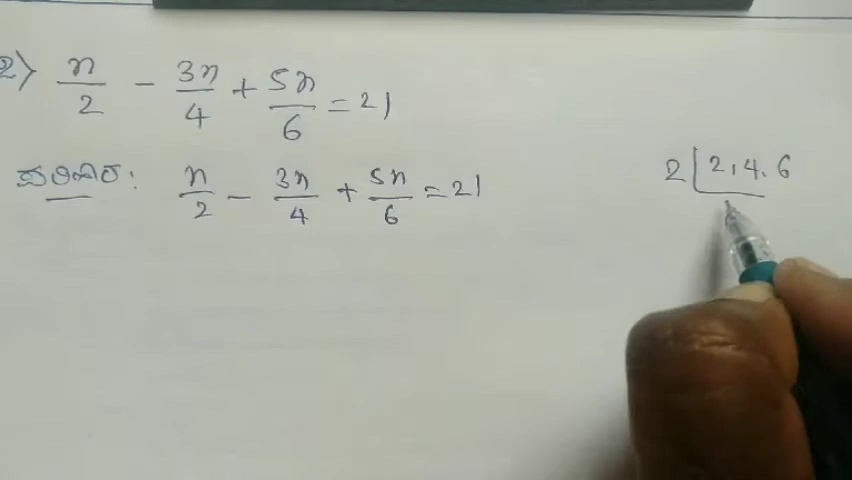 2) n/2 - 3n/4 + 5n/6 = 21
ಪರಿಹಾರ: n/2 - 3n/4 + 5n/6 = 21
2 | 2, 4, 6